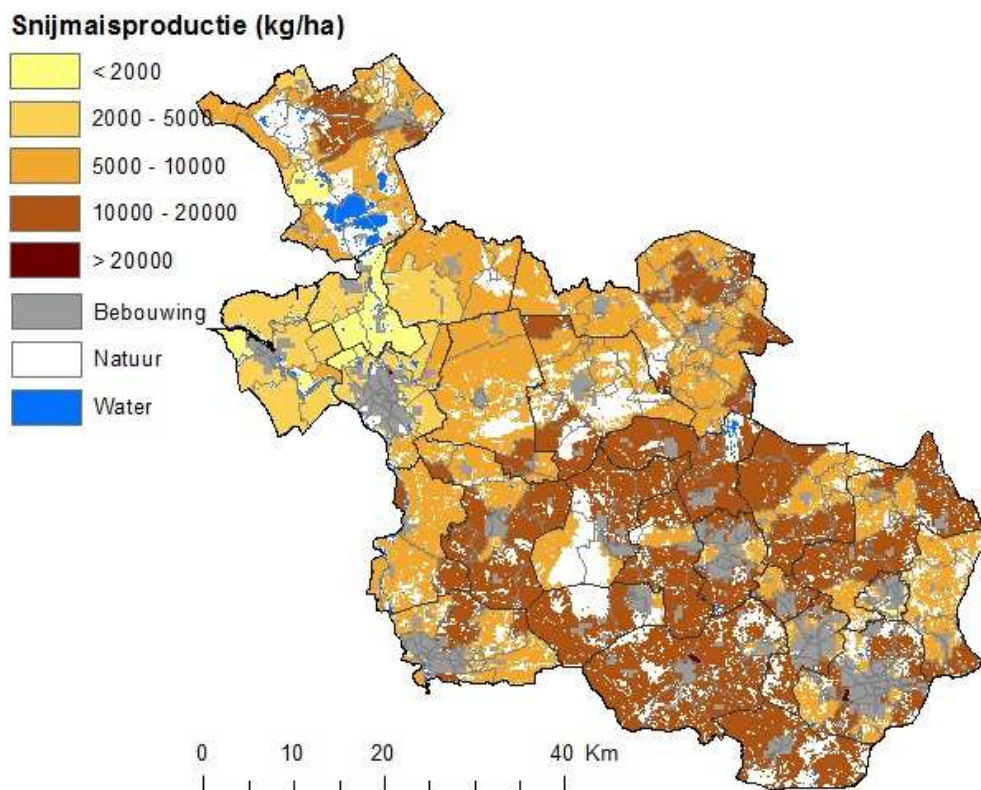 Snijmaisproductie (kg/ha)
< 2000
2000 - 5000
5000 - 10000
10000 - 20000
> 20000
Bebouwing
Natuur
Water
0 10 20 40 Km